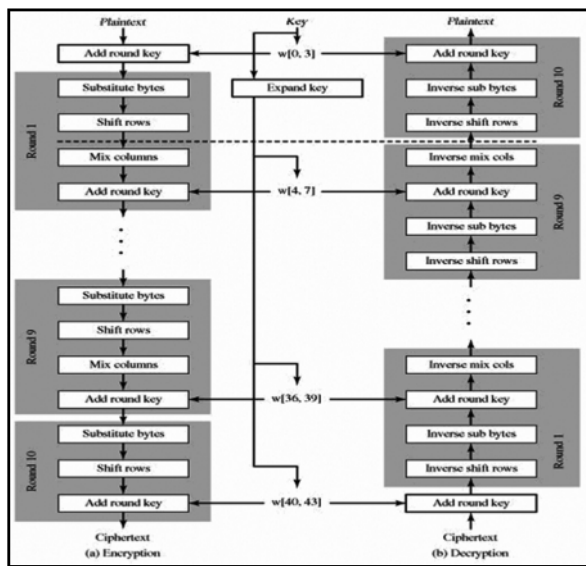 Plaintext
Add round key
Substitute bytes
Shift rows
Mix columns
Add round key
Round 1
Substitute bytes
Shift rows
Mix columns
Add round key
Round 9
Substitute bytes
Shift rows
Add round key
Round 10
Ciphertext
(a) Encryption
Key
w[0, 3]
Expand key
w[4, 7]
w[36, 39]
w[40, 43]
Plaintext
Add round key
Inverse sub bytes
Inverse shift rows
Round 10
Inverse mix cols
Add round key
Inverse sub bytes
Inverse shift rows
Round 9
Inverse mix cols
Add round key
Inverse sub bytes
Inverse shift rows
Round 1
Add round key
Ciphertext
(b) Decryption